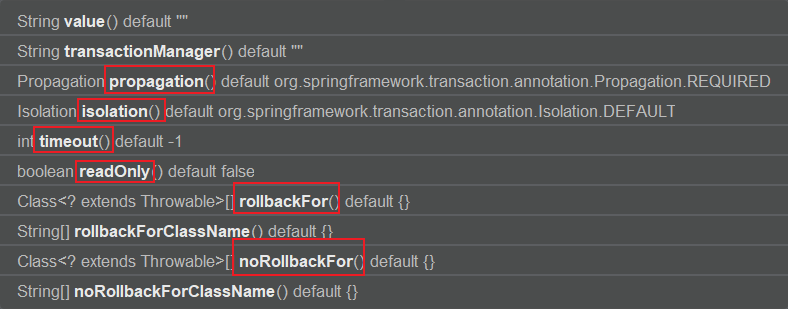 String value() default ""
String transactionManager() default ""
Propagation propagation() default org.springframework.transaction.annotation.Propagation.REQUIRED
Isolation isolation() default org.springframework.transaction.annotation.Isolation.DEFAULT
int timeout() default -1
boolean readOnly() default false
Class<? extends Throwable>[] rollbackFor() default {}
String[] rollbackForClassName() default {}
Class<? extends Throwable>[] noRollbackFor() default {}
String[] noRollbackForClassName() default {}